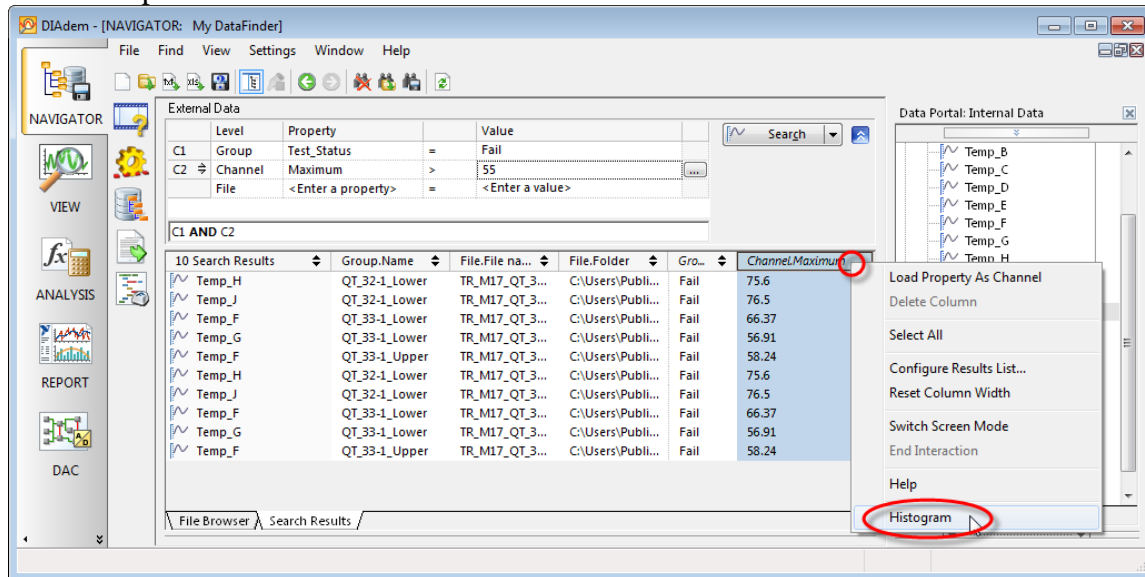 DIAdem - [NAVIGATOR: My DataFinder]
File Find View Settings Window Help
NAVIGATOR
VIEW
ANALYSIS
REPORT
DAC
External Data
Level Property Value
C1 Group Test_Status = Fail
C2 Channel Maximum > 55 ...
File <Enter a property> = <Enter a value>
C1 AND C2
Search
10 Search Results Group.Name File.File na... File.Folder Gro... Channel.Maximum
Temp_H QT_32-1_Lower TR_M17_QT_3... C:\Users\Publi... Fail 75.6
Temp_J QT_32-1_Lower TR_M17_QT_3... C:\Users\Publi... Fail 76.5
Temp_F QT_33-1_Lower TR_M17_QT_3... C:\Users\Publi... Fail 66.37
Temp_G QT_33-1_Lower TR_M17_QT_3... C:\Users\Publi... Fail 56.91
Temp_F QT_33-1_Upper TR_M17_QT_3... C:\Users\Publi... Fail 58.24
Temp_H QT_32-1_Lower TR_M17_QT_3... C:\Users\Publi... Fail 75.6
Temp_J QT_32-1_Lower TR_M17_QT_3... C:\Users\Publi... Fail 76.5
Temp_F QT_33-1_Lower TR_M17_QT_3... C:\Users\Publi... Fail 66.37
Temp_G QT_33-1_Lower TR_M17_QT_3... C:\Users\Publi... Fail 56.91
Temp_F QT_33-1_Upper TR_M17_QT_3... C:\Users\Publi... Fail 58.24
File Browser Search Results
Data Portal: Internal Data
Temp_B
Temp_C
Temp_D
Temp_E
Temp_F
Temp_G
Temp_H
Load Property As Channel
Delete Column
Select All
Configure Results List...
Reset Column Width
Switch Screen Mode
End Interaction
Help
Histogram